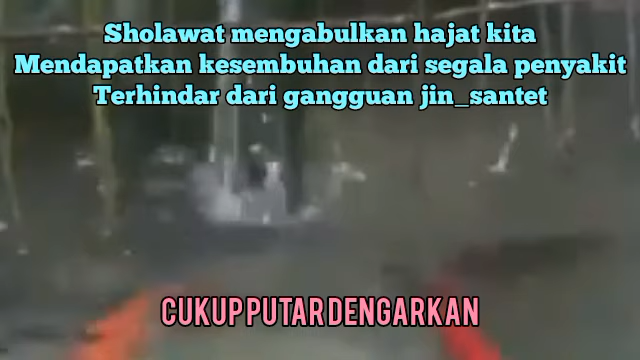 Sholawat mengabulkan hajat kita
Mendapatkan kesembuhan dari segala penyakit
Terhindar dari gangguan jin_santet
CUKUP PUTAR DENGARKAN